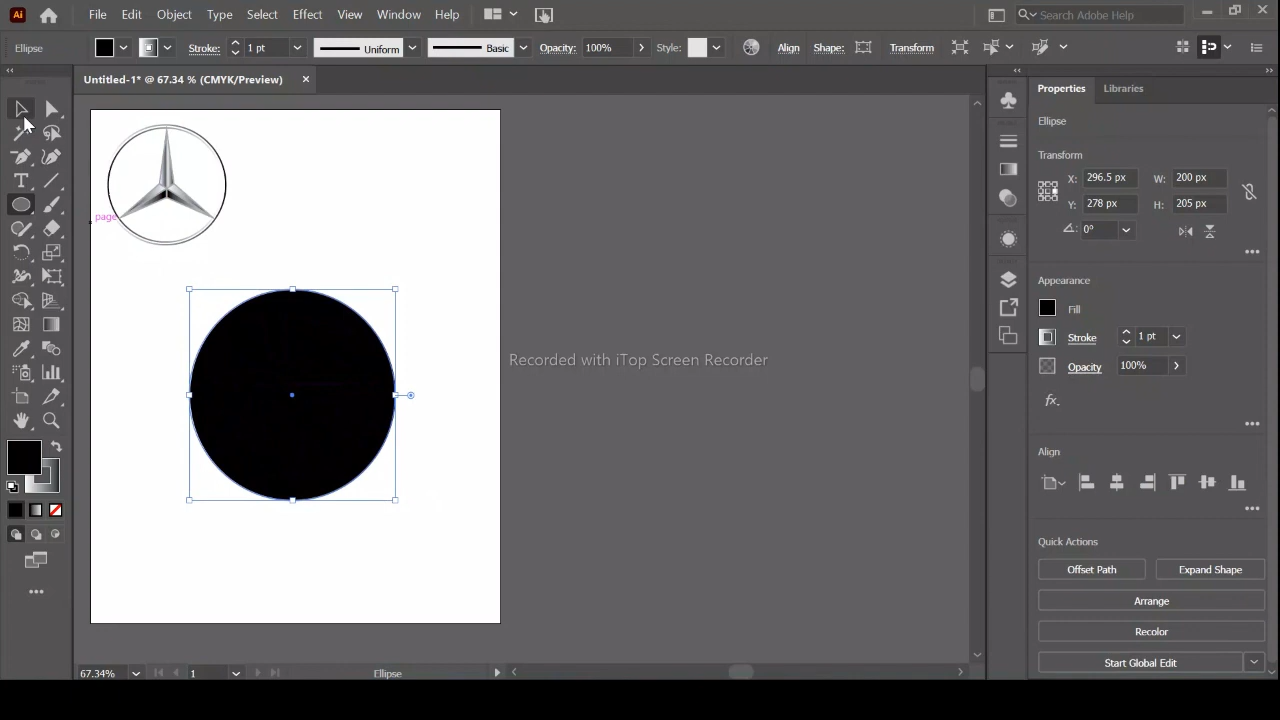 Ai File Edit Object Type Select Effect View Window Help Search Adobe Help
Ellipse Stroke: 1 pt Uniform Basic Opacity: 100% Style: Align Shape: Transform
Untitled-1* @ 67.34 % (CMYK/Preview) ×
Properties Libraries
Ellipse
Transform
X: 296.5 px W: 200 px
Y: 278 px H: 205 px
0°
page
Appearance
Fill
Stroke 1 pt
Opacity 100%
fx.
Recorded with iTop Screen Recorder
Align
Quick Actions
Offset Path Expand Shape
Arrange
Recolor
Start Global Edit
67.34% 1 Ellipse